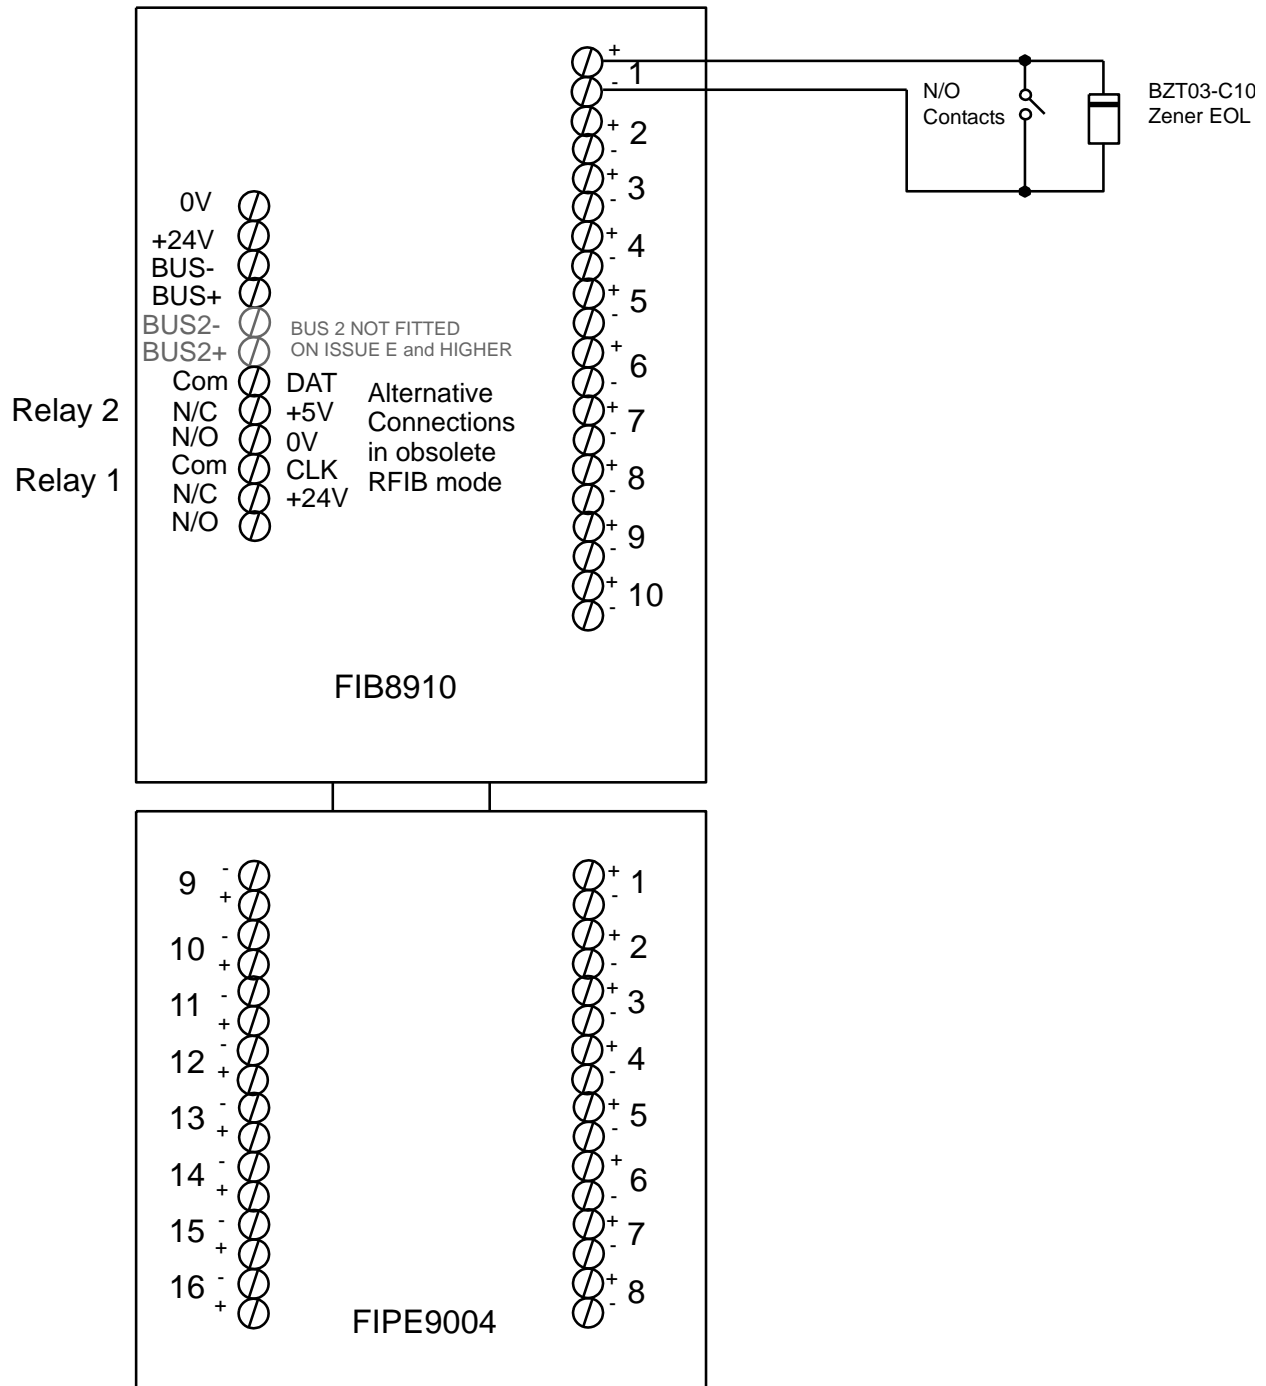 +
1
-
N/O
Contacts
BZT03-C10
Zener EOL
+ 2
-
+ 3
-
+ 4
-
+ 5
-
+ 6
-
+ 7
-
+ 8
-
+ 9
-
+ 10
-
0V
+24V
BUS-
BUS+
BUS2-
BUS2+
BUS 2 NOT FITTED
ON ISSUE E and HIGHER
Relay 2
Com DAT
N/C +5V
N/O 0V
Relay 1
Com CLK
N/C +24V
N/O
Alternative
Connections
in obsolete
RFIB mode
FIB8910
9 -
+
10 -
+
11 -
+
12 -
+
13 -
+
14 -
+
15 -
+
16 -
+
+ 1
-
+ 2
-
+ 3
-
+ 4
-
+ 5
-
+ 6
-
+ 7
-
+ 8
-
FIPE9004